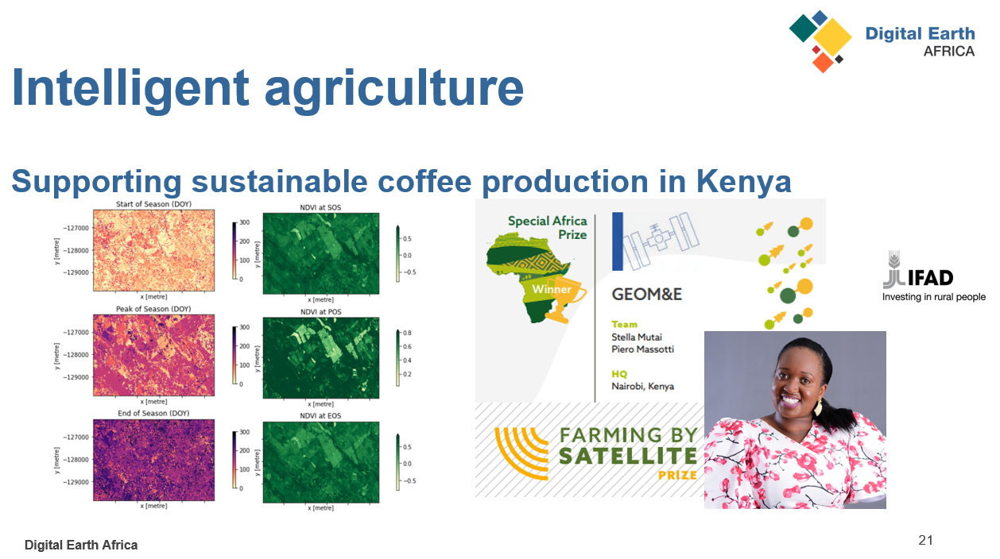 Digital Earth
AFRICA
Intelligent agriculture
Supporting sustainable coffee production in Kenya
Start of Season (DOY)
−127000
−128000
−129000
y [metre]
x [metre]
300
200
100
0
NDVI at SOS
y [metre]
x [metre]
0.5
0.0
−0.5
Peak of Season (DOY)
−127000
−128000
−129000
y [metre]
x [metre]
300
200
100
0
NDVI at POS
y [metre]
x [metre]
0.8
0.6
0.4
0.2
End of Season (DOY)
−127000
−128000
−129000
y [metre]
x [metre]
300
200
100
0
NDVI at EOS
y [metre]
x [metre]
0.5
0.0
−0.5
Special Africa
Prize
Winner
GEOM&E
Team
Stella Mutai
Piero Massotti
HQ
Nairobi, Kenya
FARMING BY
SATELLITE
PRIZE
IFAD
Investing in rural people
Digital Earth Africa
21